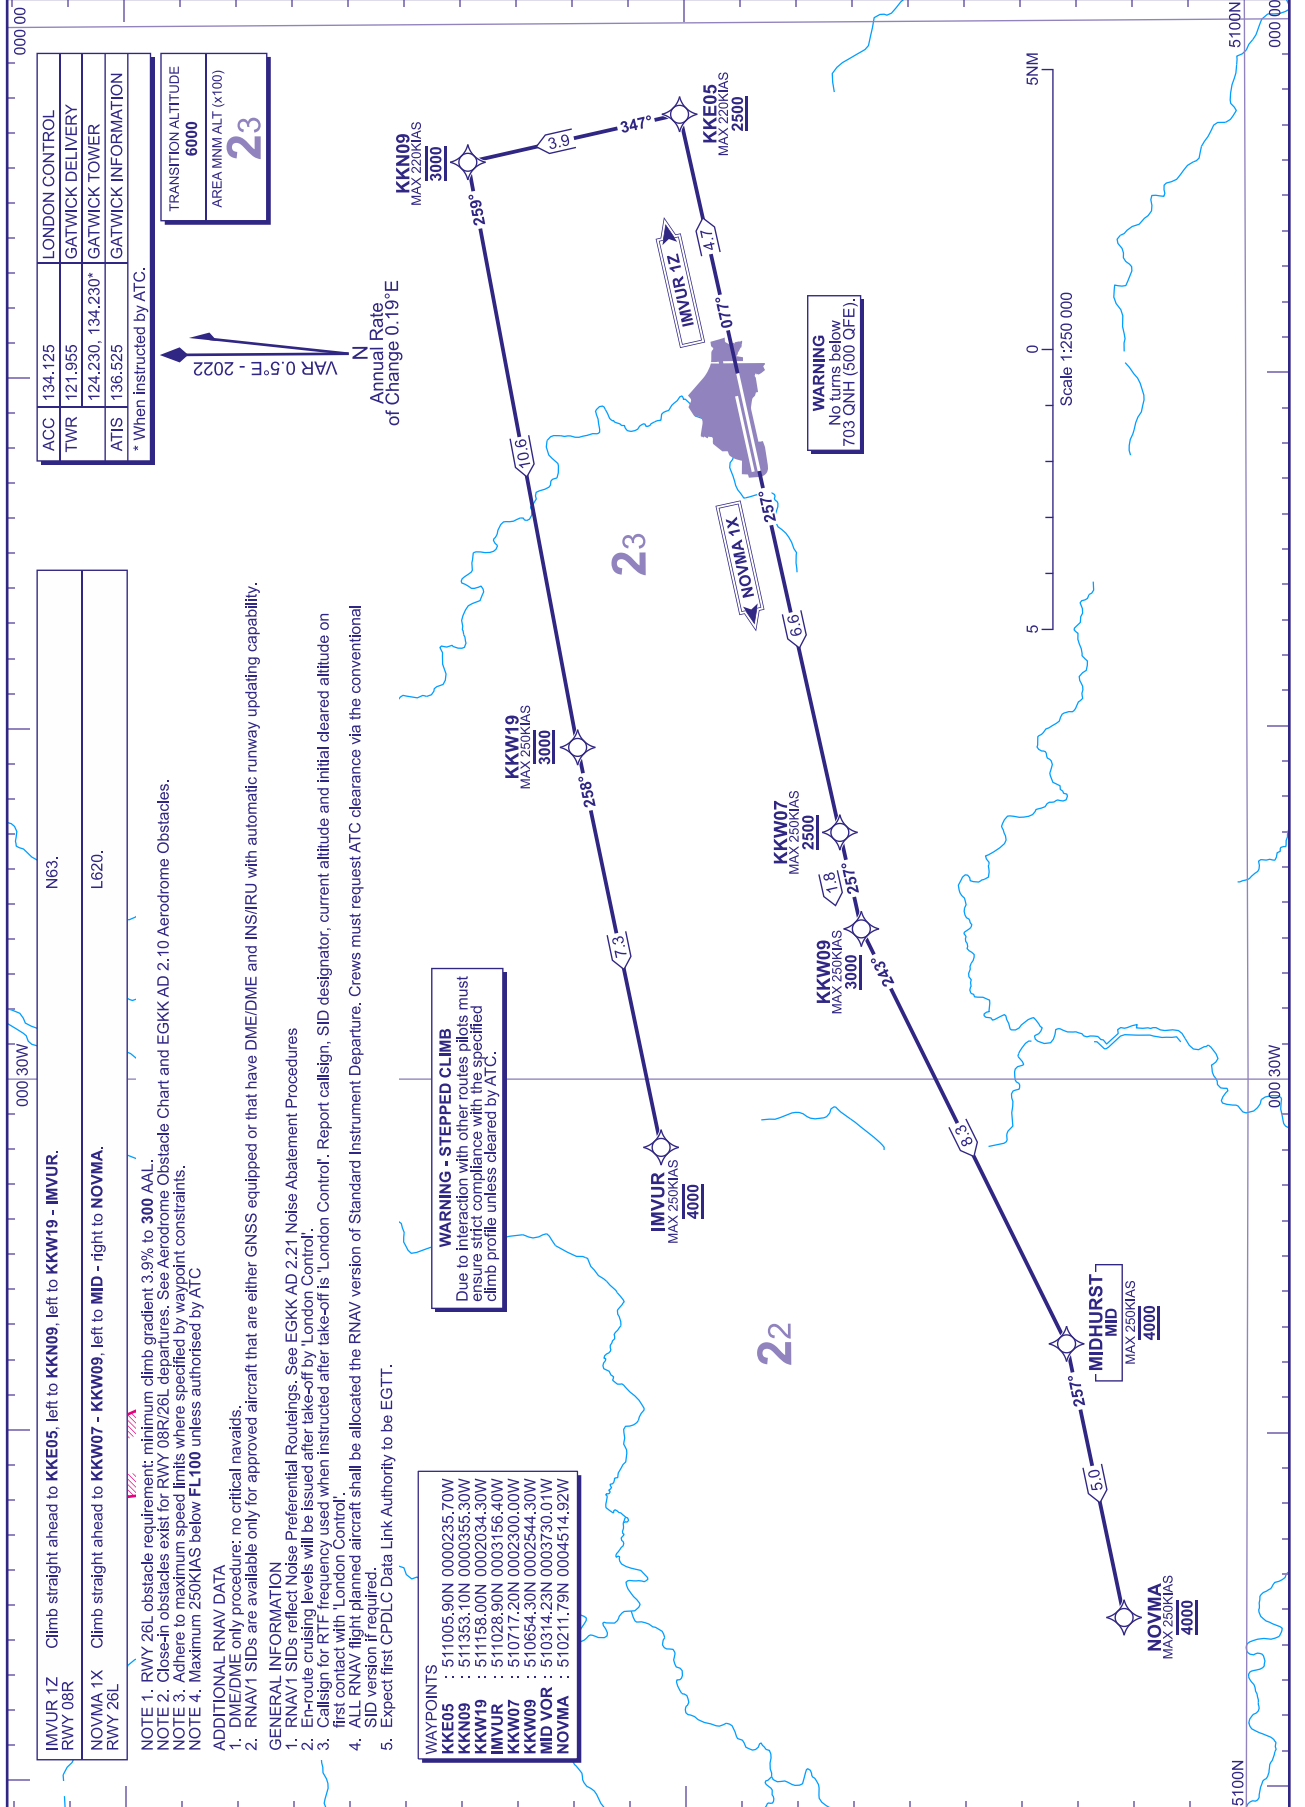 IMVUR 1Z Climb straight ahead to KKE05, left to KKN09, left to KKW19 - IMVUR. N63.
RWY 08R
NOVMA 1X Climb straight ahead to KKW07 - KKW09, left to MID - right to NOVMA. L620.
RWY 26L
NOTE 1. RWY 26L obstacle requirement: minimum climb gradient 3.9% to 300 AAL.
NOTE 2. Close-in obstacles exist for RWY 08R/26L departures. See Aerodrome Obstacle Chart and EGKK AD 2.10 Aerodrome Obstacles.
NOTE 3. Adhere to maximum speed limits where specified by waypoint constraints.
NOTE 4. Maximum 250KIAS below FL100 unless authorised by ATC
ADDITIONAL RNAV DATA
1. DME/DME only procedure: no critical navaids.
2. RNAV1 SIDs are available only for approved aircraft that are either GNSS equipped or that have DME/DME and INS/IRU with automatic runway updating capability.
GENERAL INFORMATION
1. RNAV1 SIDs reflect Noise Preferential Routeings. See EGKK AD 2.21 Noise Abatement Procedures
2. En-route cruising levels will be issued after take-off by 'London Control'.
3. Callsign for RTF frequency used when instructed after take-off is 'London Control'. Report callsign, SID designator, current altitude and initial cleared altitude on
first contact with 'London Control'.
4. ALL RNAV flight planned aircraft shall be allocated the RNAV version of Standard Instrument Departure. Crews must request ATC clearance via the conventional
SID version if required.
5. Expect first CPDLC Data Link Authority to be EGTT.
ACC 134.125 LONDON CONTROL
TWR 121.955 GATWICK DELIVERY
124.230, 134.230* GATWICK TOWER
ATIS 136.525 GATWICK INFORMATION
* When instructed by ATC.
TRANSITION ALTITUDE
6000
AREA MNM ALT (x100)
23
VAR 0.5°E - 2022
N
Annual Rate
of Change 0.19°E
WAYPOINTS
KKE05 : 511005.90N 0000235.70W
KKN09 : 511353.10N 0000355.30W
KKW19 : 511158.00N 0002034.30W
IMVUR : 511028.90N 0003156.40W
KKW07 : 510717.20N 0002300.00W
KKW09 : 510654.30N 0002544.30W
MID VOR : 510314.23N 0003730.01W
NOVMA : 510211.79N 0004514.92W
WARNING - STEPPED CLIMB
Due to interaction with other routes pilots must
ensure strict compliance with the specified
climb profile unless cleared by ATC.
KKN09
MAX 220KIAS
3000
259°
3.9
347°
KKE05
MAX 220KIAS
2500
10.6
4.7
077°
IMVUR 1Z
KKW19
MAX 250KIAS
3000
258°
7.3
23
NOVMA 1X
257°
6.6
WARNING
No turns below
703 QNH (500 QFE).
IMVUR
MAX 250KIAS
4000
KKW07
MAX 250KIAS
2500
257°
1.8
KKW09
MAX 250KIAS
3000
243°
8.3
22
MIDHURST
MID
MAX 250KIAS
4000
257°
5.0
NOVMA
MAX 250KIAS
4000
5 0 5NM
Scale 1:250 000
000 30W
000 00
5100N
5100N
000 30W
000 00